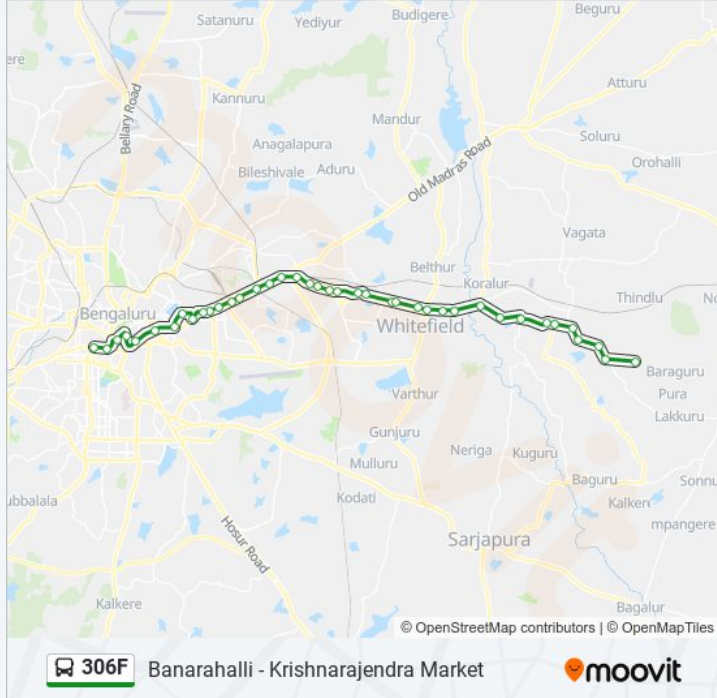 Satanuru
Yediyur
Budigere
Beguru
ere
Bellary Road
Kannuru
Atturu
Mandur
Soluru
Anagalapura
Old Madras Road
Orohalli
Bileshivale
Aduru
Vagata
Belthur
Koralur
Thindlu
No
Bengaluru
Whitefield
Baraguru
Varthur
Pura
Lakkuru
Gunjuru
Neriga
Kuguru
Mulluru
Baguru
Sonnu
ubbalala
Kodati
Kalkere
mpangere
Hosur Road
Sarjapura
Kalkere
Bagalur
© OpenStreetMap contributors | © OpenMapTiles
306F Banarahalli - Krishnarajendra Market
moovit